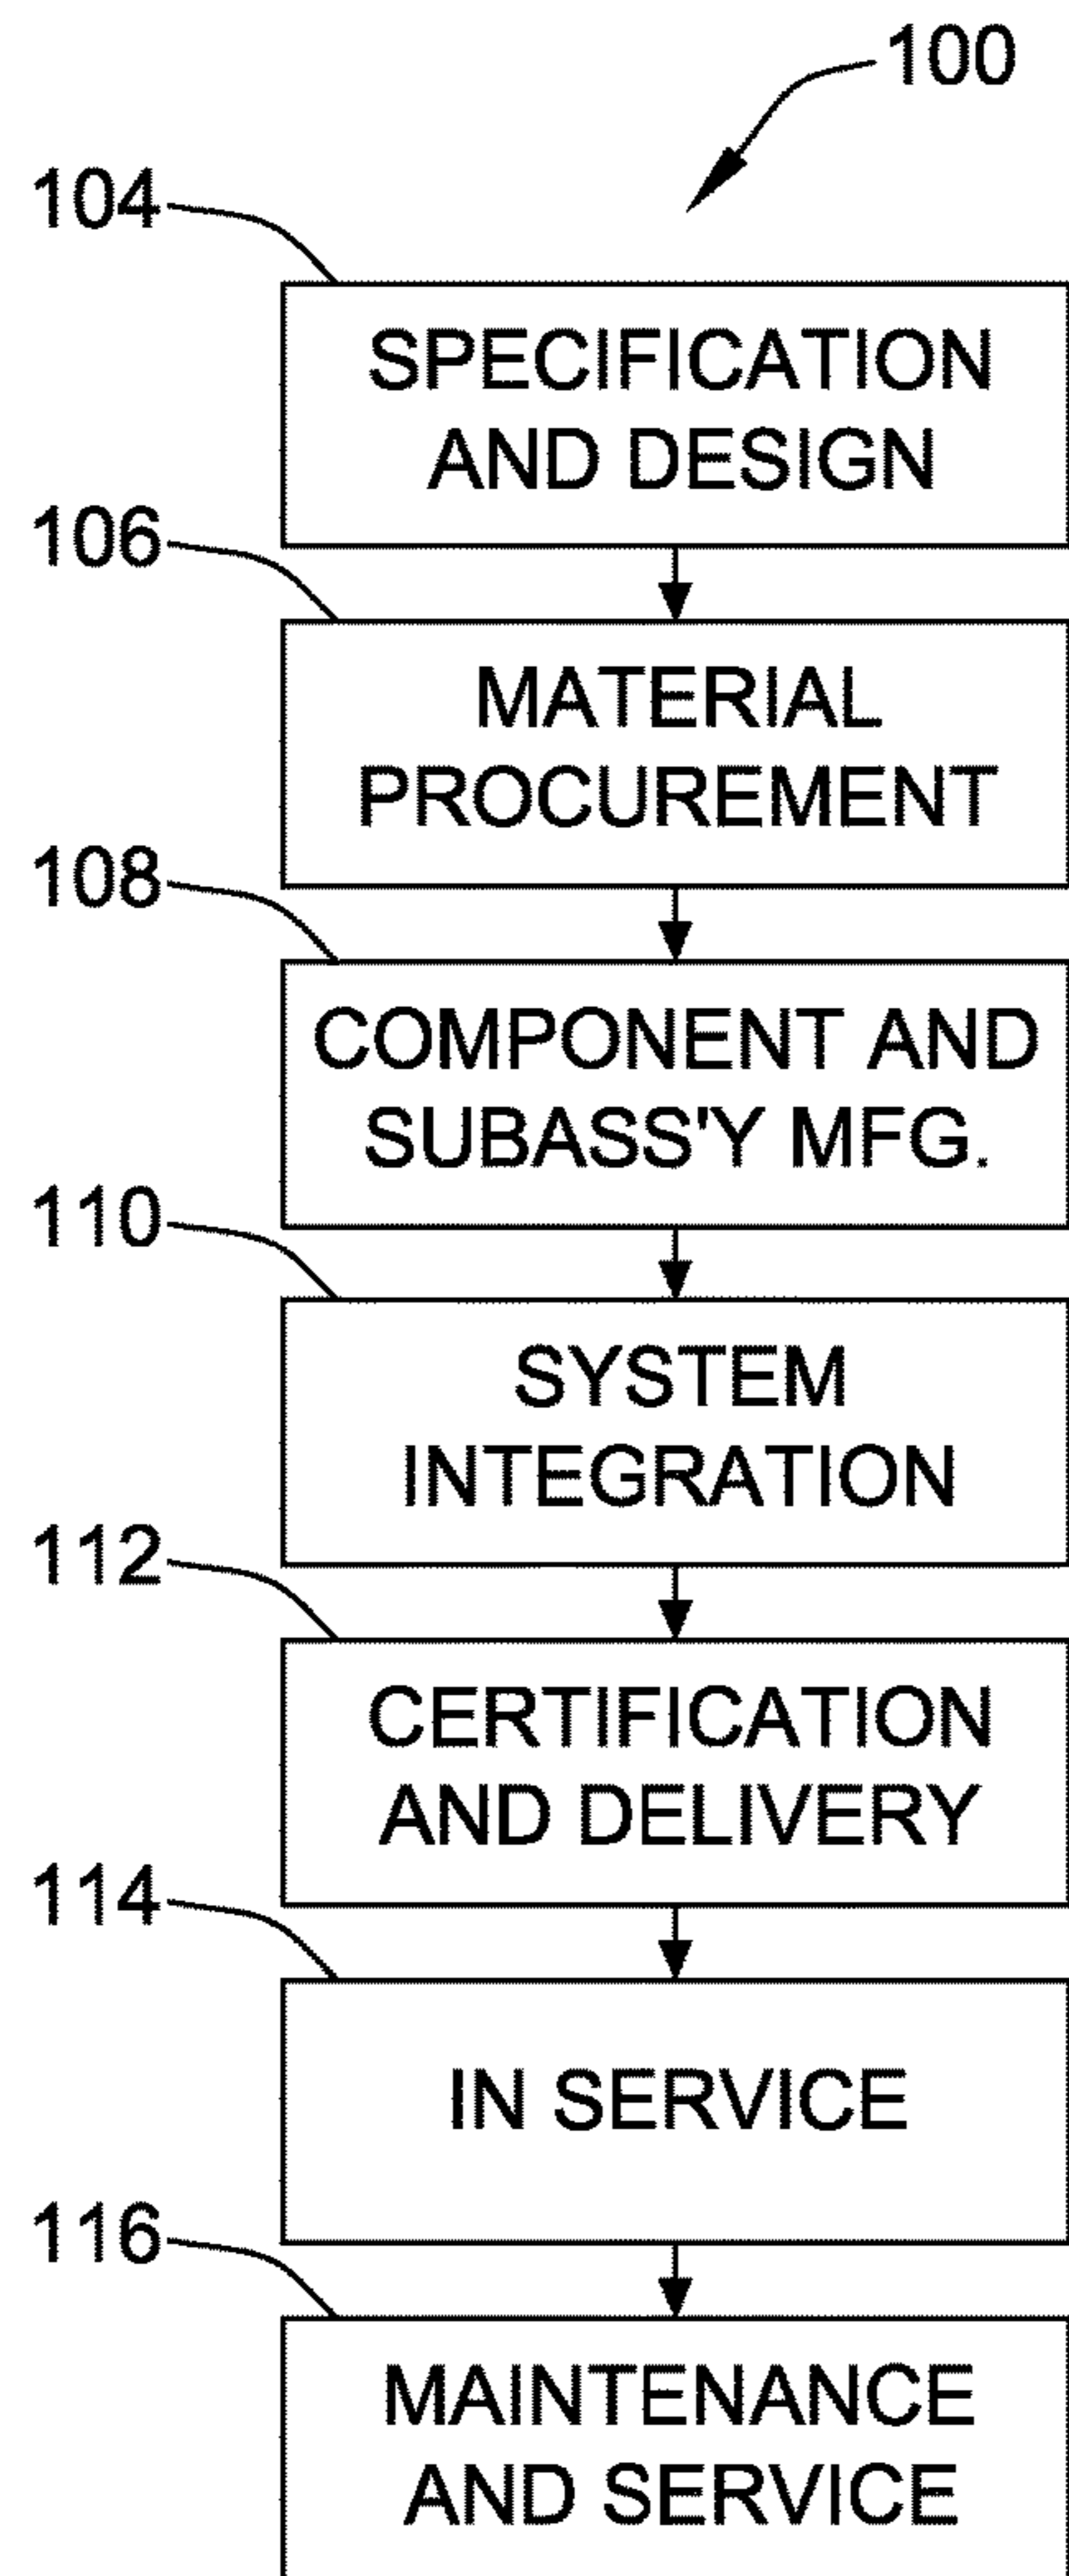 100
104
SPECIFICATION
AND DESIGN
106
MATERIAL
PROCUREMENT
108
COMPONENT AND
SUBASS'Y MFG.
110
SYSTEM
INTEGRATION
112
CERTIFICATION
AND DELIVERY
114
IN SERVICE
116
MAINTENANCE
AND SERVICE